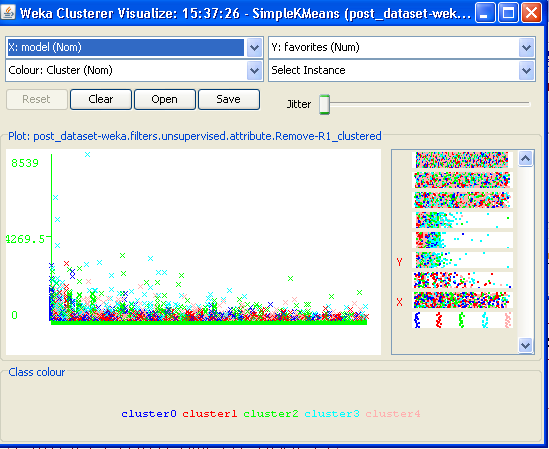 Weka Clusterer Visualize: 15:37:26 - SimpleKMeans (post_dataset-wek...
X: model (Nom)
Y: favorites (Num)
Colour: Cluster (Nom)
Select Instance
Reset
Clear
Open
Save
Jitter
Plot: post_dataset-weka.filters.unsupervised.attribute.Remove-R1_clustered
8539
4269.5
0
Y
X
Class colour
cluster0 cluster1 cluster2 cluster3 cluster4